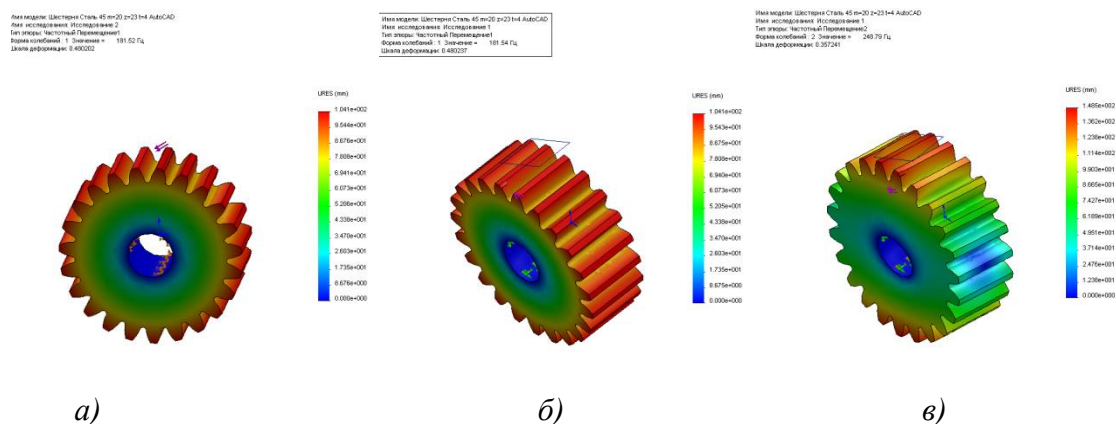 Имя модели: Шестерня Сталь 45 m=20 z=23 t=4 AutoCAD
Имя исследования: Исследование 2
Тип эпюры: Частотный Перемещение1
Форма колебаний : 1 Значение = 181.52 Гц
Шкала деформации: 0.480202
URES (mm)
1.041e+002
9.544e+001
8.676e+001
7.808e+001
6.941e+001
6.073e+001
5.206e+001
4.338e+001
3.470e+001
2.603e+001
1.735e+001
8.676e+000
0.000e+000
а)
Имя модели: Шестерня Сталь 45 m=20 z=23 t=4 AutoCAD
Имя исследования: Исследование 1
Тип эпюры: Частотный Перемещение1
Форма колебаний : 1 Значение = 181.54 Гц
Шкала деформации: 0.480237
URES (mm)
1.041e+002
9.543e+001
8.675e+001
7.808e+001
6.940e+001
6.073e+001
5.205e+001
4.338e+001
3.470e+001
2.603e+001
1.735e+001
8.675e+000
0.000e+000
б)
Имя модели: Шестерня Сталь 45 m=20 z=23 t=4 AutoCAD
Имя исследования: Исследование 1
Тип эпюры: Частотный Перемещение2
Форма колебаний : 2 Значение = 248.79 Гц
Шкала деформации: 0.357241
URES (mm)
1.485e+002
1.362e+002
1.238e+002
1.114e+002
9.903e+001
8.665e+001
7.427e+001
6.189e+001
4.951e+001
3.714e+001
2.476e+001
1.238e+001
0.000e+000
в)